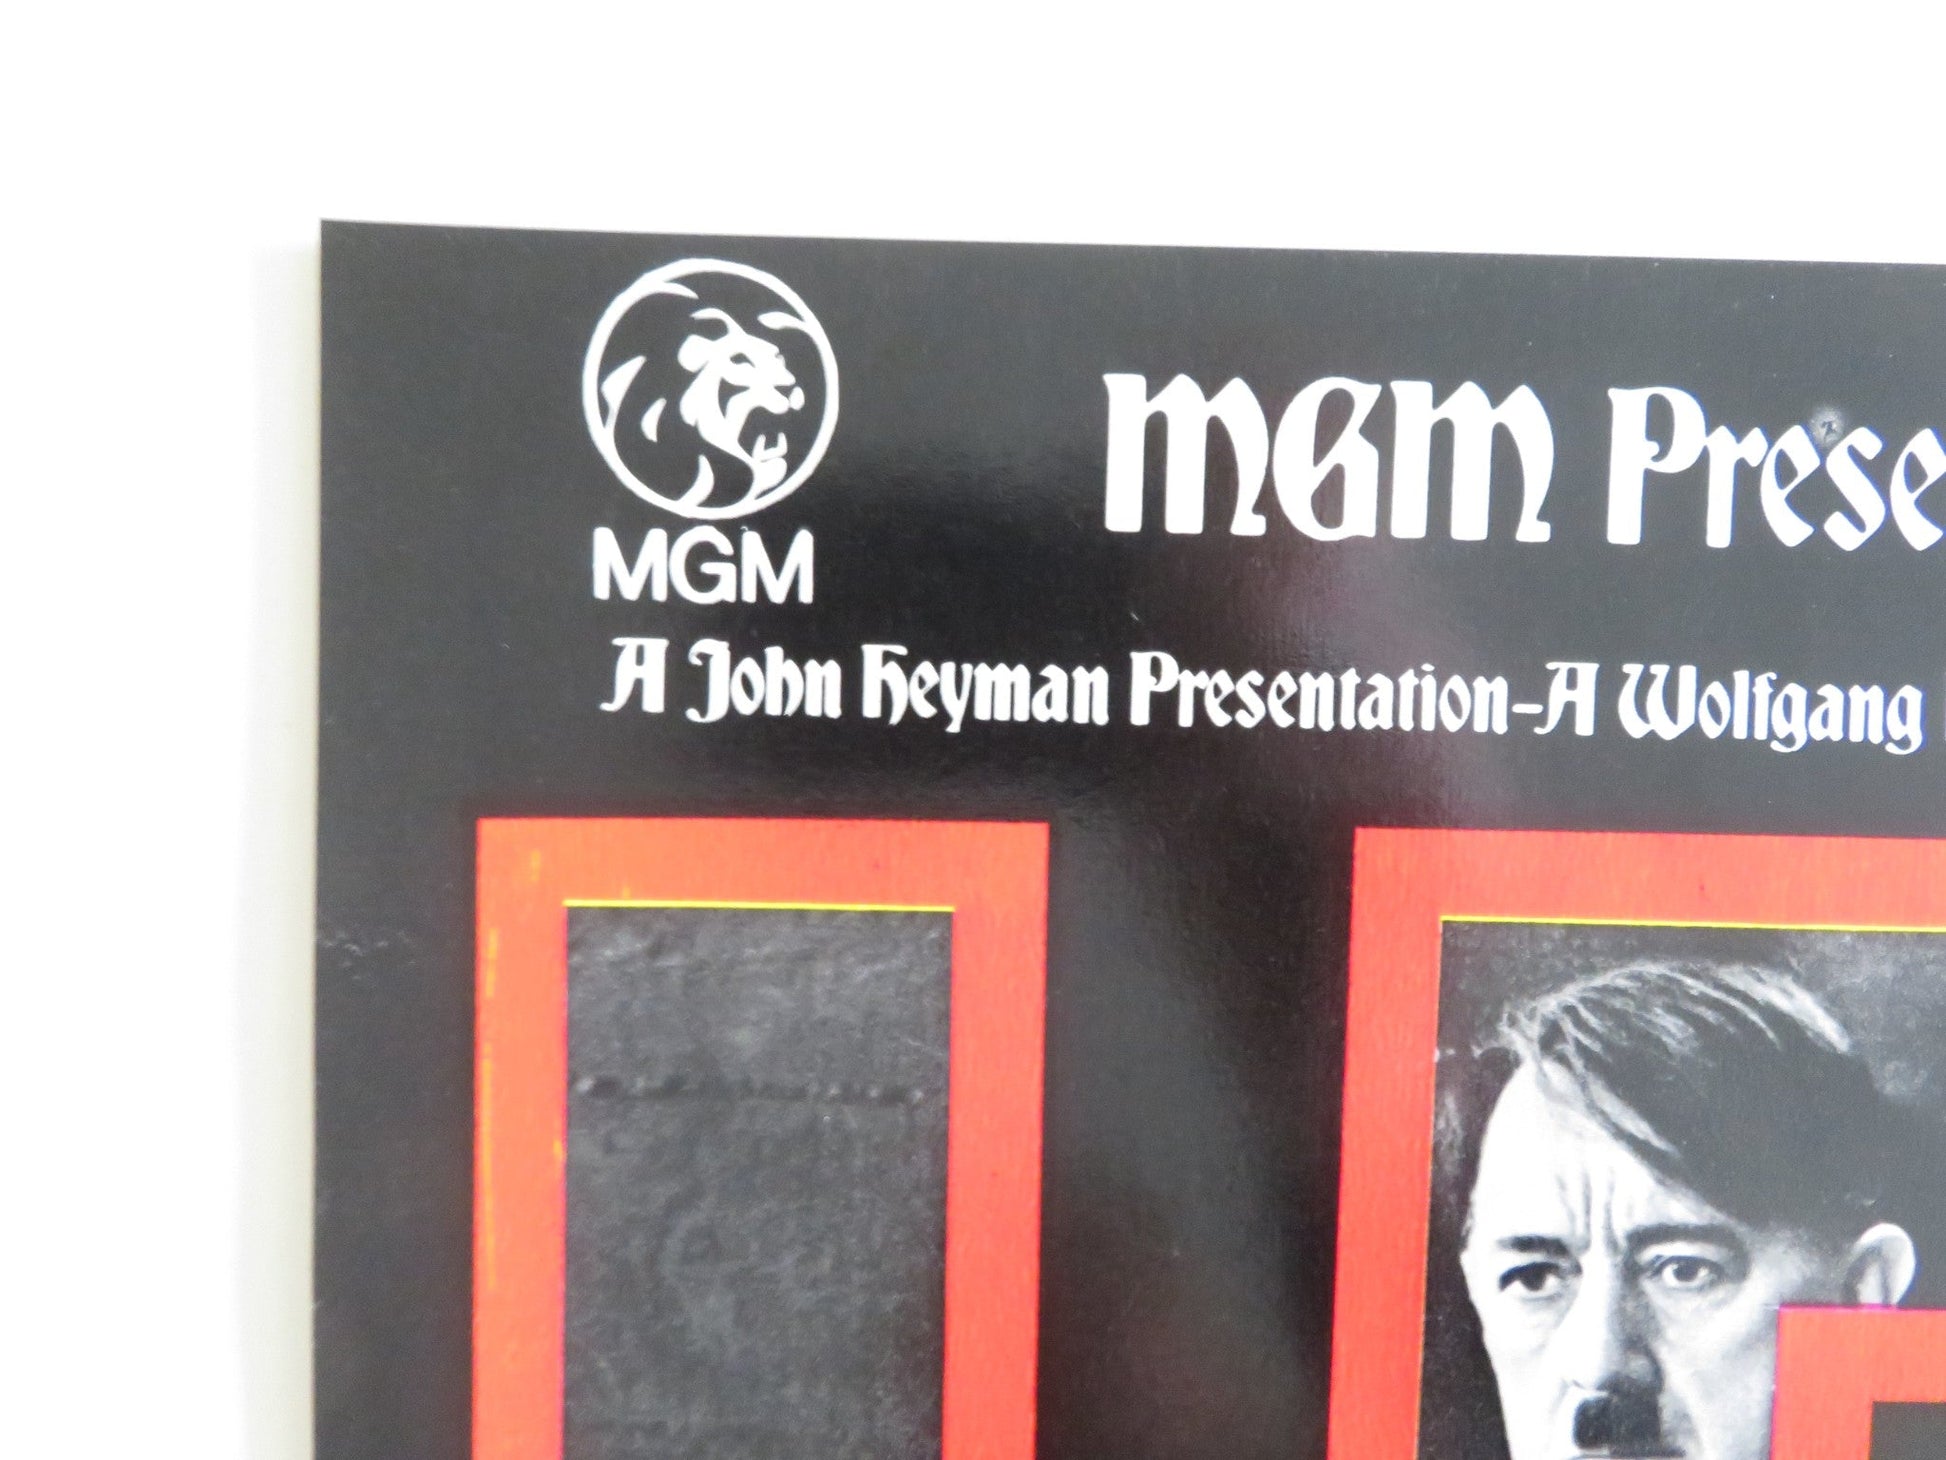 MGM Prese
MGM
A John Heyman Presentation-A Wolfgang